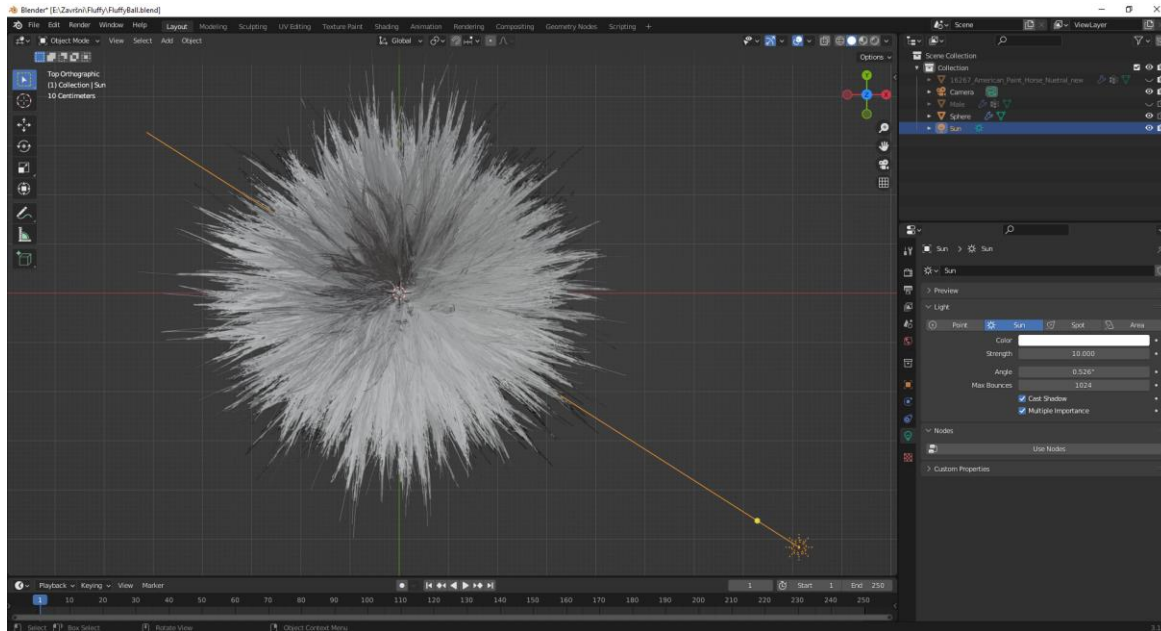 Blender* [E:\Završni\Fluffy\FluffyBall.blend]
File Edit Render Window Help Layout Modeling Sculpting UV Editing Texture Paint Shading Animation Rendering Compositing Geometry Nodes Scripting + Scene ViewLayer
Object Mode View Select Add Object Global
Options
Top Orthographic
(1) Collection | Sun
10 Centimeters
Y
Z
X
Scene Collection
Collection
16267_American_Paint_Horse_Nuetral_new
Camera
Male
Sphere
Sun
Sun > Sun
Sun
Preview
Light
Point Sun Spot Area
Color
Strength 10.000
Angle 0.526°
Max Bounces 1024
Cast Shadow
Multiple Importance
Nodes
Use Nodes
Custom Properties
Playback Keying View Marker 1 Start 1 End 250
1 10 20 30 40 50 60 70 80 90 100 110 120 130 140 150 160 170 180 190 200 210 220 230 240 250
Select Box Select Rotate View Object Context Menu